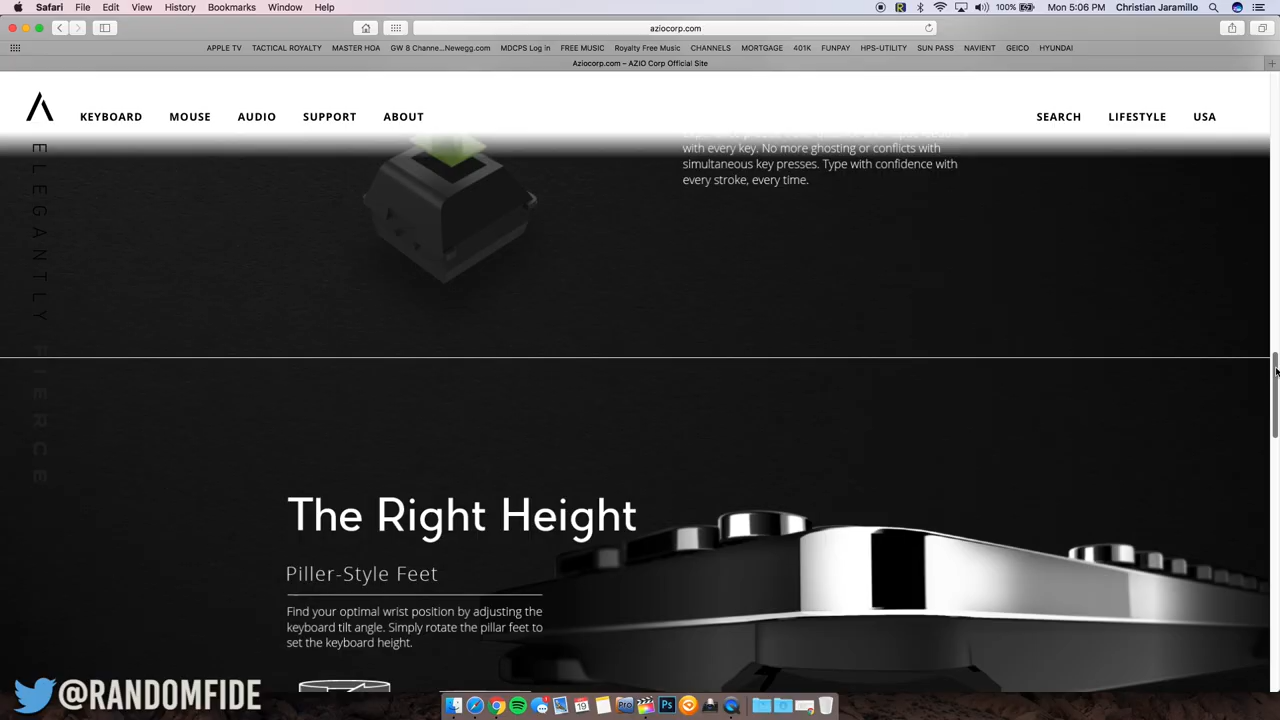 Safari File Edit View History Bookmarks Window Help
100% Mon 5:06 PM Christian Jaramillo
aziocorp.com
APPLE TV TACTICAL ROYALTY MASTER HOA GW 8 Channe...Newegg.com MDCPS Log in FREE MUSIC Royalty Free Music CHANNELS MORTGAGE 401K FUNPAY HPS-UTILITY SUN PASS NAVIENT GEICO HYUNDAI
Aziocorp.com – AZIO Corp Official Site
KEYBOARD MOUSE AUDIO SUPPORT ABOUT SEARCH LIFESTYLE USA
with every key. No more ghosting or conflicts with
simultaneous key presses. Type with confidence with
every stroke, every time.
ELEGANTLY FIERCE
The Right Height
Piller-Style Feet
Find your optimal wrist position by adjusting the
keyboard tilt angle. Simply rotate the pillar feet to
set the keyboard height.
@RANDOMFIDE